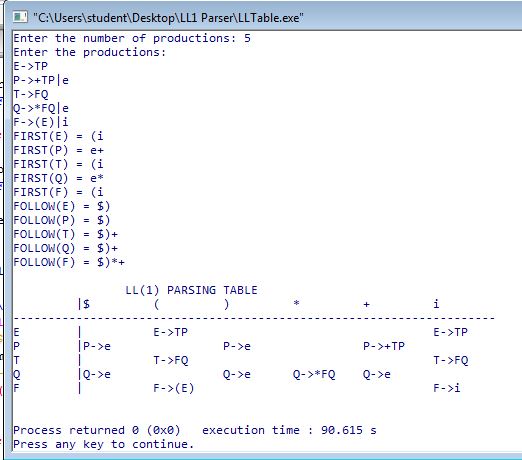 "C:\Users\student\Desktop\LL1 Parser\LLTable.exe"
Enter the number of productions: 5
Enter the productions:
E->TP
P->+TP|e
T->FQ
Q->*FQ|e
F->(E)|i
FIRST(E) = (i
FIRST(P) = e+
FIRST(T) = (i
FIRST(Q) = e*
FIRST(F) = (i
FOLLOW(E) = $)
FOLLOW(P) = $)
FOLLOW(T) = $)+
FOLLOW(Q) = $)+
FOLLOW(F) = $)*+
LL(1) PARSING TABLE
|$ ( ) * + i
--------------------------------------------------------------------
E | E->TP E->TP
P |P->e P->e P->+TP
T | T->FQ T->FQ
Q |Q->e Q->e Q->*FQ Q->e
F | F->(E) F->i
Process returned 0 (0x0) execution time : 90.615 s
Press any key to continue.